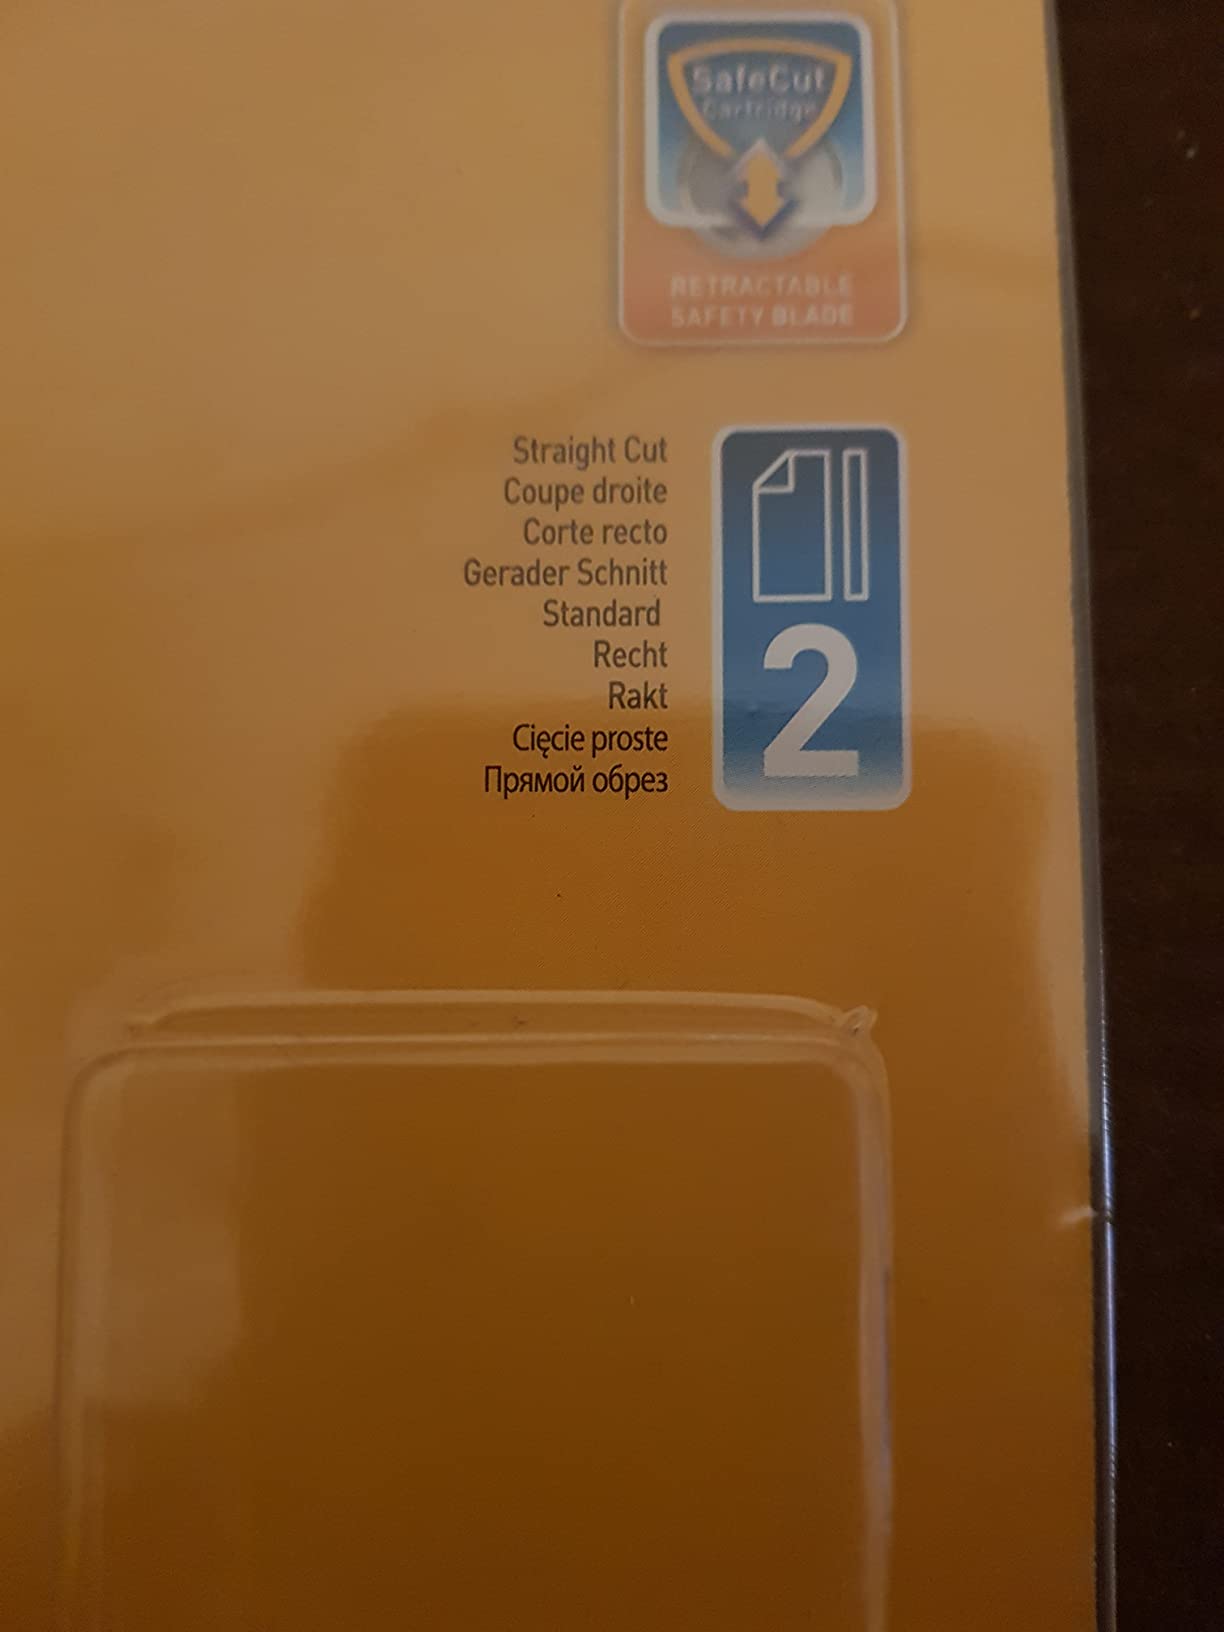 SafeCut
Cartridge
RETRACTABLE
SAFETY BLADE
Straight Cut
Coupe droite
Corte recto
Gerader Schnitt
Standard
Recht
Rakt
Cięcie proste
Прямой обрез
2